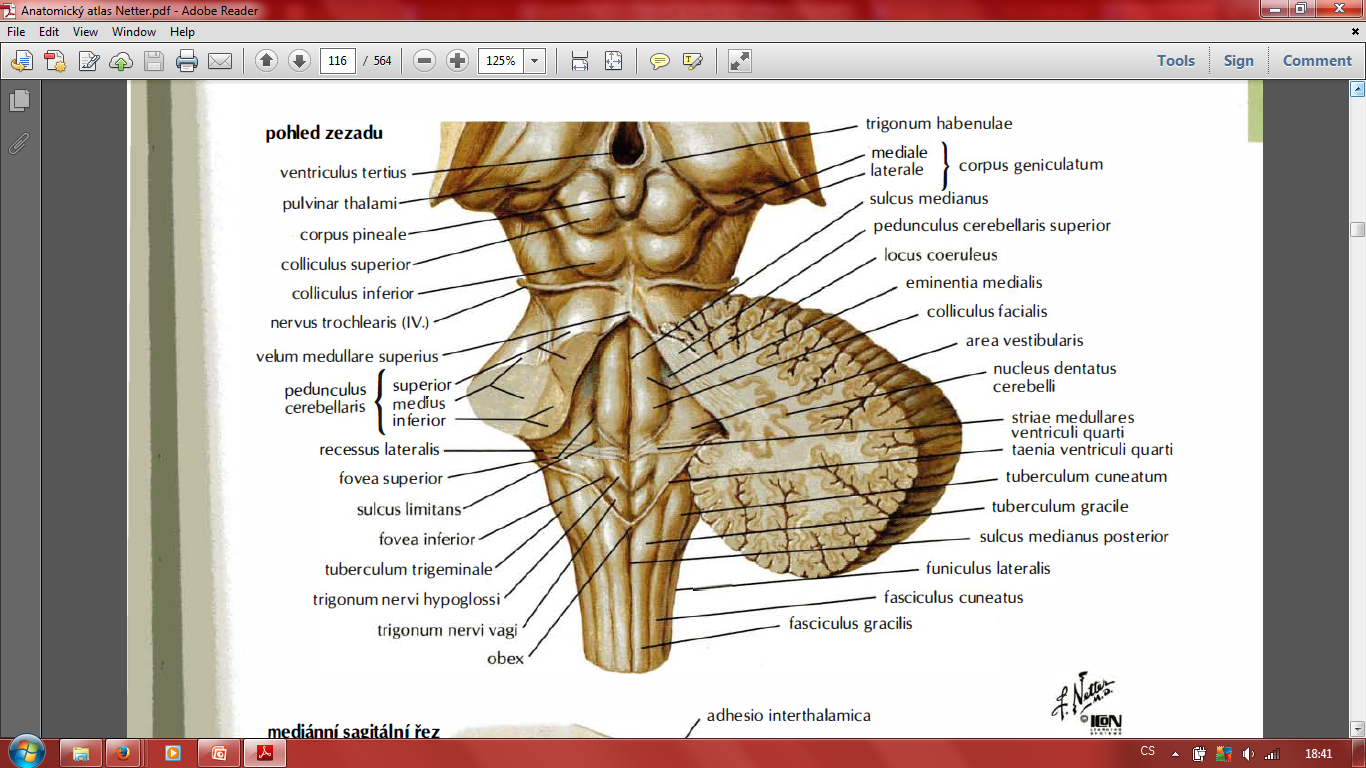 Anatomický atlas Netter.pdf - Adobe Reader
File Edit View Window Help
116 / 564
125%
Tools Sign Comment
pohled zezadu
ventriculus tertius
pulvinar thalami
corpus pineale
colliculus superior
colliculus inferior
nervus trochlearis (IV.)
velum medullare superius
pedunculus
cerebellaris
superior
medius
inferior
recessus lateralis
fovea superior
sulcus limitans
fovea inferior
tuberculum trigeminale
trigonum nervi hypoglossi
trigonum nervi vagi
obex
trigonum habenulae
mediale
laterale
corpus geniculatum
sulcus medianus
pedunculus cerebellaris superior
locus coeruleus
eminentia medialis
colliculus facialis
area vestibularis
nucleus dentatus
cerebelli
striae medullares
ventriculi quarti
taenia ventriculi quarti
tuberculum cuneatum
tuberculum gracile
sulcus medianus posterior
funiculus lateralis
fasciculus cuneatus
fasciculus gracilis
F. Netter
M.D.
© ICON
LEARNING
SYSTEMS
adhesio interthalamica
mediánní sagitální řez
CS
18:41